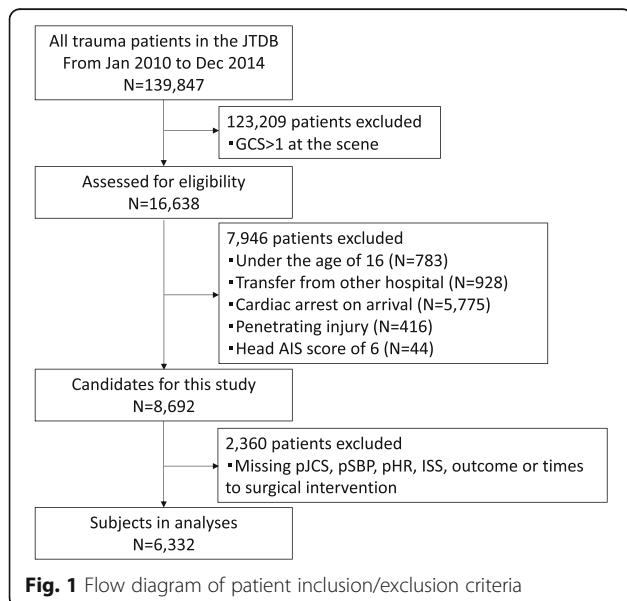 All trauma patients in the JTDB
From Jan 2010 to Dec 2014
N=139,847
123,209 patients excluded
▪GCS>1 at the scene
Assessed for eligibility
N=16,638
7,946 patients excluded
▪Under the age of 16 (N=783)
▪Transfer from other hospital (N=928)
▪Cardiac arrest on arrival (N=5,775)
▪Penetrating injury (N=416)
▪Head AIS score of 6 (N=44)
Candidates for this study
N=8,692
2,360 patients excluded
▪Missing pJCS, pSBP, pHR, ISS, outcome or times
to surgical intervention
Subjects in analyses
N=6,332
Fig. 1 Flow diagram of patient inclusion/exclusion criteria